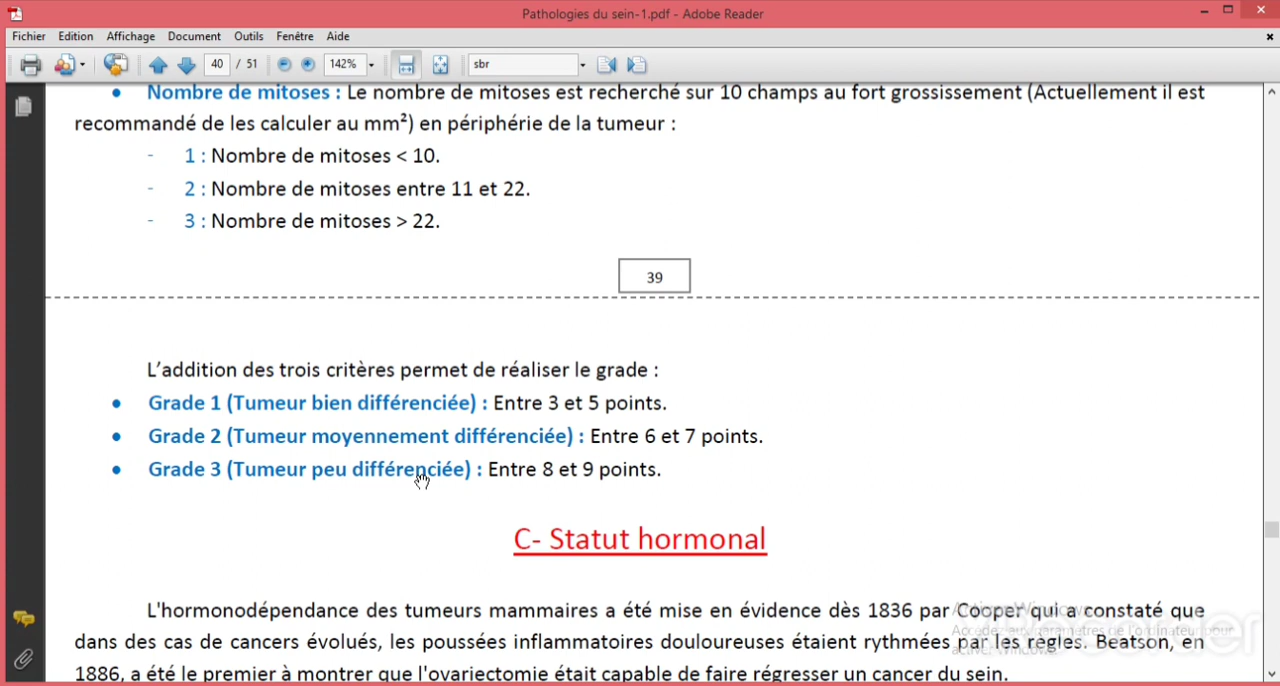 Pathologies du sein-1.pdf - Adobe Reader
Fichier Edition Affichage Document Outils Fenêtre Aide
40 / 51 142% sbr
• Nombre de mitoses : Le nombre de mitoses est recherché sur 10 champs au fort grossissement (Actuellement il est
recommandé de les calculer au mm²) en périphérie de la tumeur :
- 1 : Nombre de mitoses < 10.
- 2 : Nombre de mitoses entre 11 et 22.
- 3 : Nombre de mitoses > 22.
39
L’addition des trois critères permet de réaliser le grade :
• Grade 1 (Tumeur bien différenciée) : Entre 3 et 5 points.
• Grade 2 (Tumeur moyennement différenciée) : Entre 6 et 7 points.
• Grade 3 (Tumeur peu différenciée) : Entre 8 et 9 points.
C- Statut hormonal
L'hormonodépendance des tumeurs mammaires a été mise en évidence dès 1836 par Cooper qui a constaté que
dans des cas de cancers évolués, les poussées inflammatoires douloureuses étaient rythmées par les règles. Beatson, en
1886, a été le premier à montrer que l'ovariectomie était capable de faire régresser un cancer du sein.
Accédez aux paramètres de l'ordinateur pour